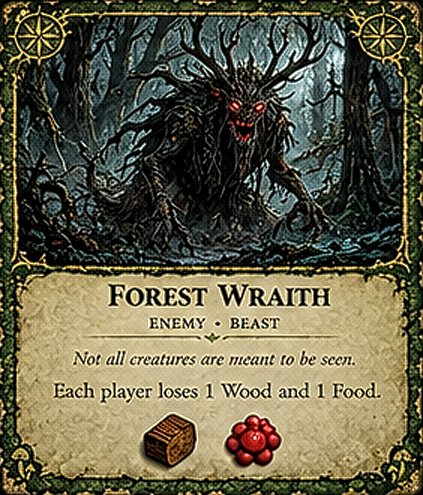 FOREST WRAITH
ENEMY • BEAST
Not all creatures are meant to be seen.
Each player loses 1 Wood and 1 Food.